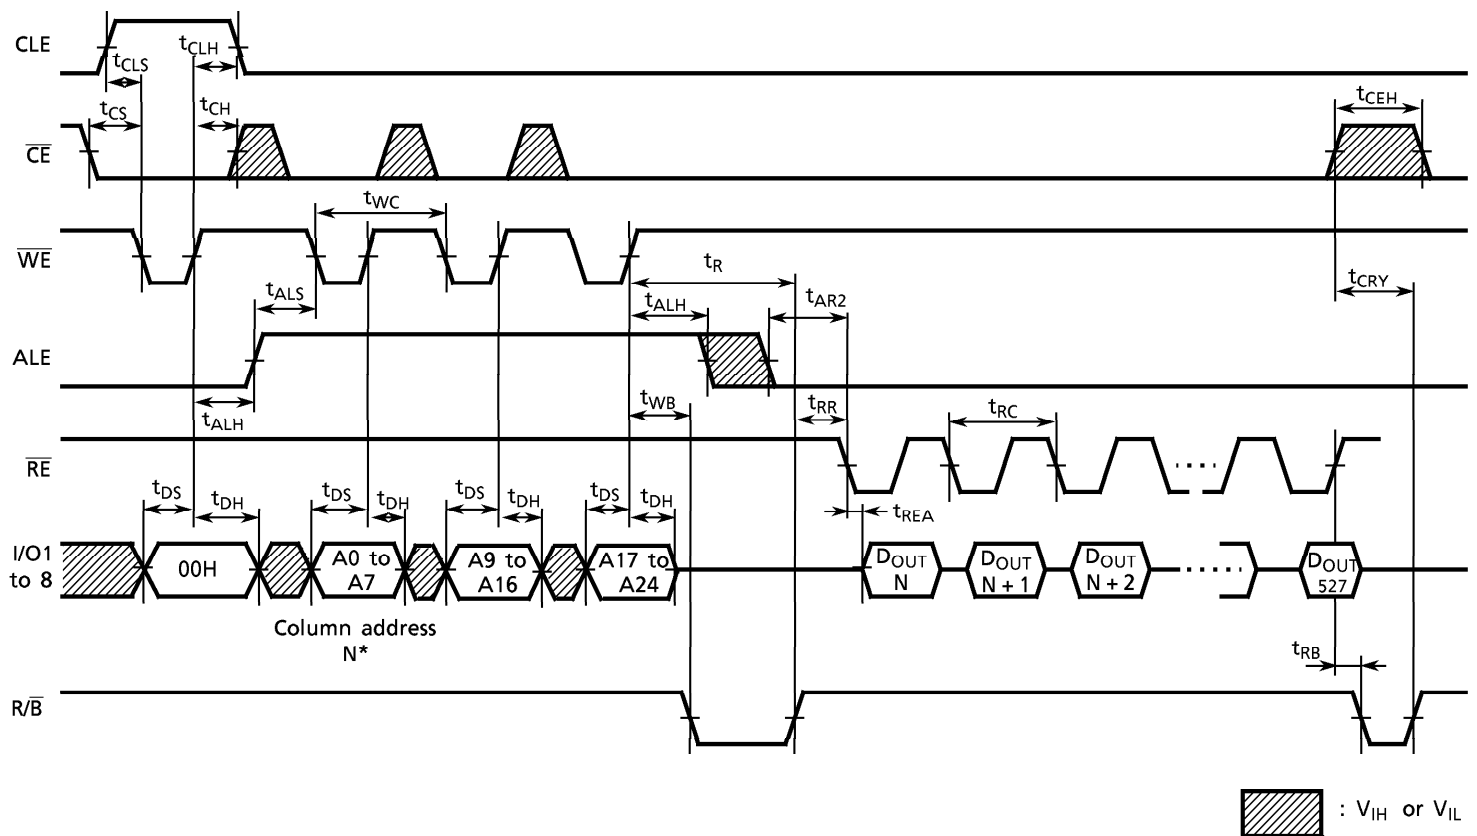 CLE
tCLS
tCLH
tCS
tCH
tCEH
CE
tWC
WE
tR
tCRY
tALS
tALH
tAR2
ALE
tALH
tWB
tRR
tRC
RE
tDS
tDH
tDS
tDH
tDS
tDH
tDS
tDH
tREA
I/O1
to 8
00H
A0 to
A7
A9 to
A16
A17 to
A24
DOUT
N
DOUT
N + 1
DOUT
N + 2
DOUT
527
Column address
N*
tRB
R/B
: VIH or VIL